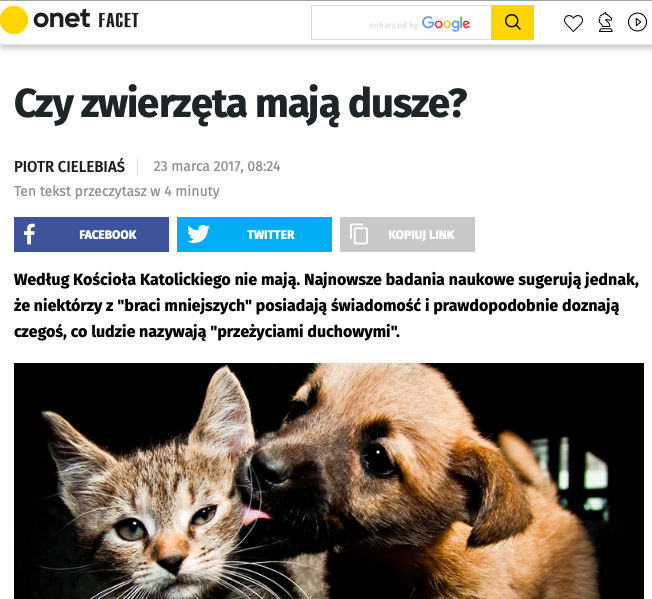 onet FACET
enhanced by Google
Czy zwierzęta mają dusze?
PIOTR CIELEBIAŚ
23 marca 2017, 08:24
Ten tekst przeczytasz w 4 minuty
FACEBOOK
TWITTER
KOPIUJ LINK
Według Kościoła Katolickiego nie mają. Najnowsze badania naukowe sugerują jednak,
że niektórzy z "braci mniejszych" posiadają świadomość i prawdopodobnie doznają
czegoś, co ludzie nazywają "przeżyciami duchowymi".